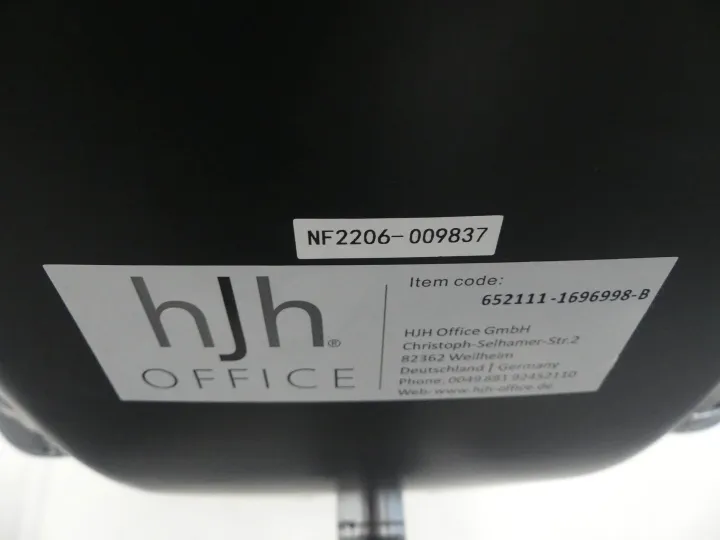 NF2206-009837
hJh®
OFFICE
Item code:
652111-1696998-B
HJH Office GmbH
Christoph-Selhamer-Str.2
82362 Weilheim
Deutschland | Germany
Phone: 0049.881 92452110
Web: www.hjh-office.de